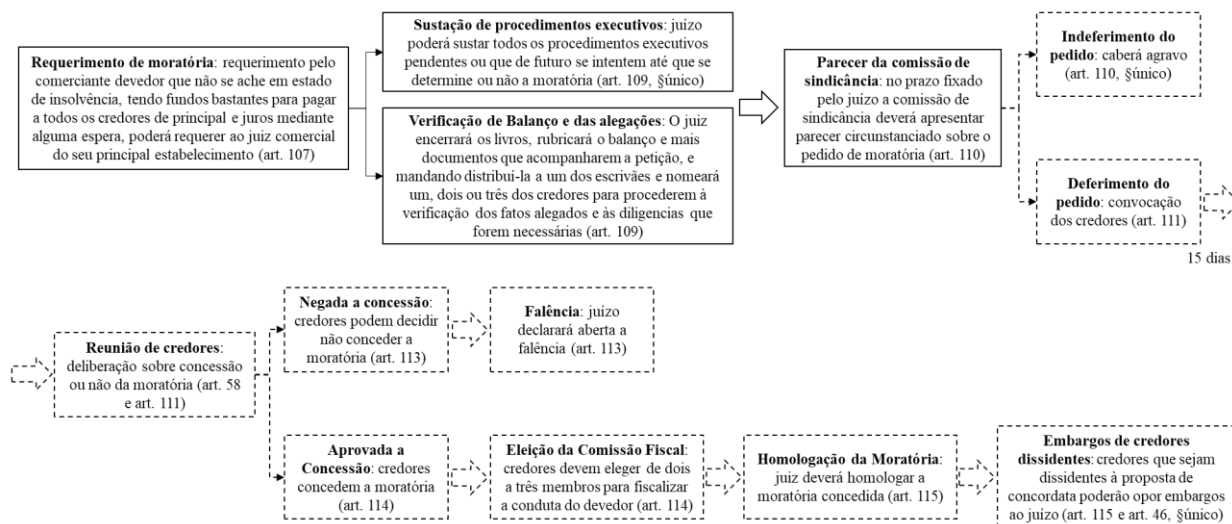 Requerimento de moratória: requerimento pelo
comerciante devedor que não se ache em estado
de insolvência, tendo fundos bastantes para pagar
a todos os credores de principal e juros mediante
alguma espera, poderá requerer ao juiz comercial
do seu principal estabelecimento (art. 107)
Sustação de procedimentos executivos: juízo
poderá sustar todos os procedimentos executivos
pendentes ou que de futuro se intentem até que se
determine ou não a moratória (art. 109, §único)
Verificação de Balanço e das alegações: O juiz
encerrará os livros, rubricará o balanço e mais
documentos que acompanharem a petição, e
mandando distribuí-la a um dos escrivães e nomeará
um, dois ou três dos credores para procederem à
verificação dos fatos alegados e às diligencias que
forem necessárias (art. 109)
Parecer da comissão de
sindicância: no prazo fixado
pelo juízo a comissão de
sindicância deverá apresentar
parecer circunstanciado sobre o
pedido de moratória (art. 110)
Indeferimento do
pedido: caberá agravo
(art. 110, §único)
Deferimento do
pedido: convocação
dos credores (art. 111)
15 dias
Reunião de credores:
deliberação sobre concessão
ou não da moratória (art. 58
e art. 111)
Negada a concessão:
credores podem decidir
não conceder a
moratória (art. 113)
Falência: juízo
declarará aberta a
falência (art. 113)
Aprovada a
Concessão: credores
concedem a moratória
(art. 114)
Eleição da Comissão Fiscal:
credores devem eleger de dois
a três membros para fiscalizar
a conduta do devedor (art. 114)
Homologação da Moratória:
juiz deverá homologar a
moratória concedida (art. 115)
Embargos de credores
dissidentes: credores que sejam
dissidentes à proposta de
concordata poderão opor embargos
ao juízo (art. 115 e art. 46, §único)